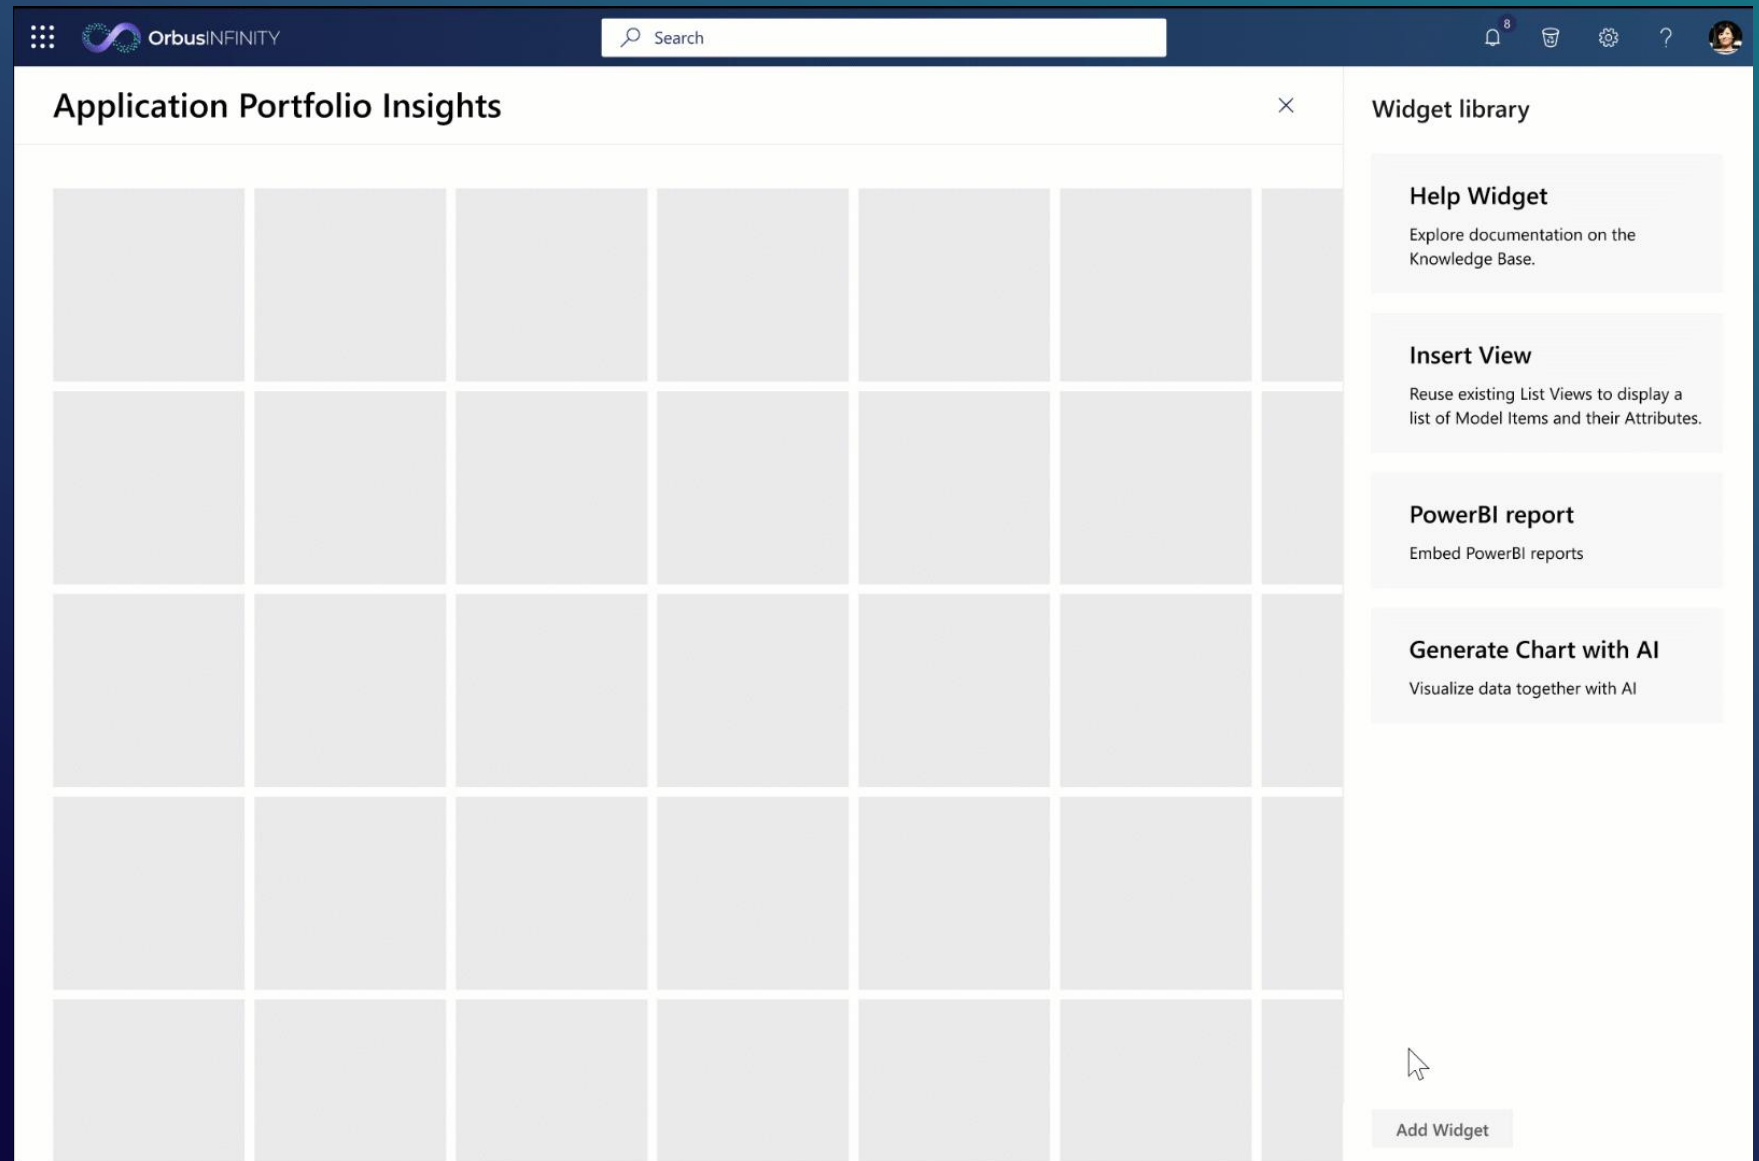 OrbusINFINITY
Search
8
Application Portfolio Insights
Widget library
Help Widget
Explore documentation on the
Knowledge Base.
Insert View
Reuse existing List Views to display a
list of Model Items and their Attributes.
PowerBI report
Embed PowerBI reports
Generate Chart with AI
Visualize data together with AI
Add Widget